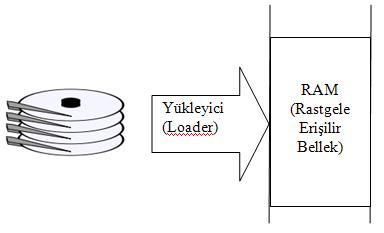 Yükleyici
(Loader)
RAM
(Rastgele
Erişilir
Bellek)